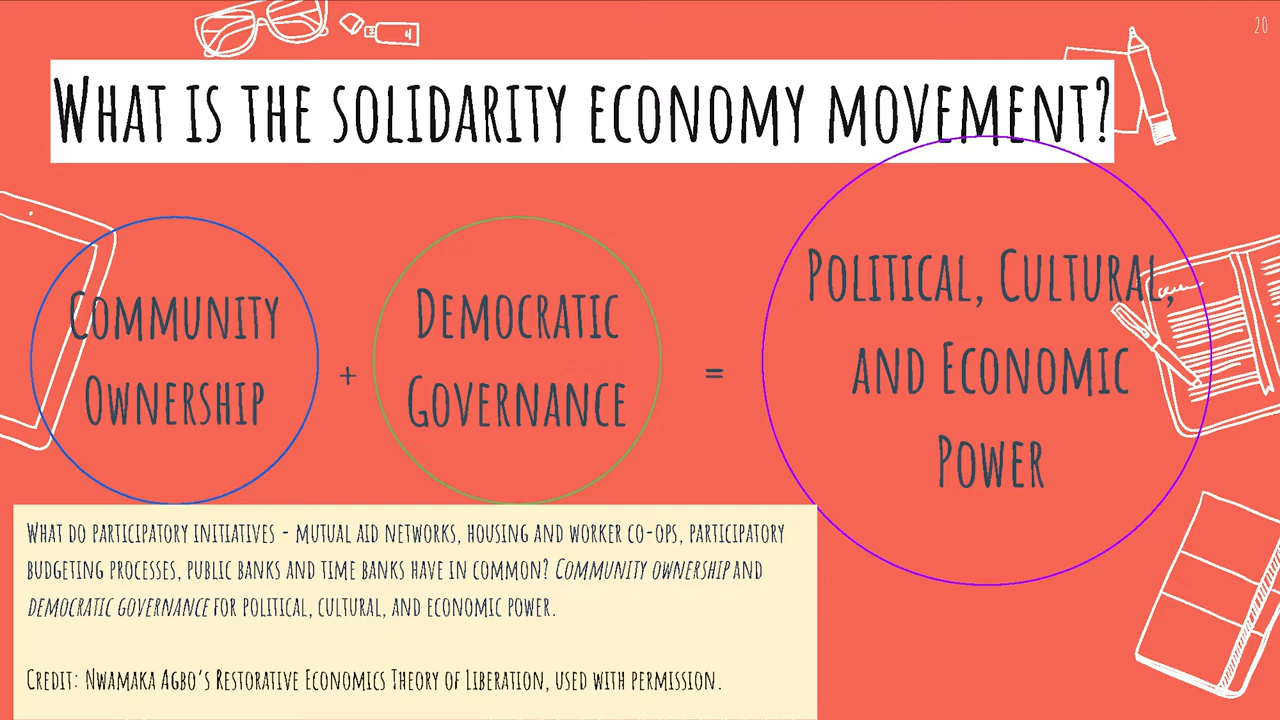 20
What is the solidarity economy movement?
Community
Ownership
+
Democratic
Governance
=
Political, Cultural,
and Economic
Power
What do participatory initiatives - mutual aid networks, housing and worker co-ops, participatory
budgeting processes, public banks and time banks have in common? Community ownership and
democratic governance for political, cultural, and economic power.
Credit: Nwamaka Agbo's Restorative Economics Theory of Liberation, used with permission.